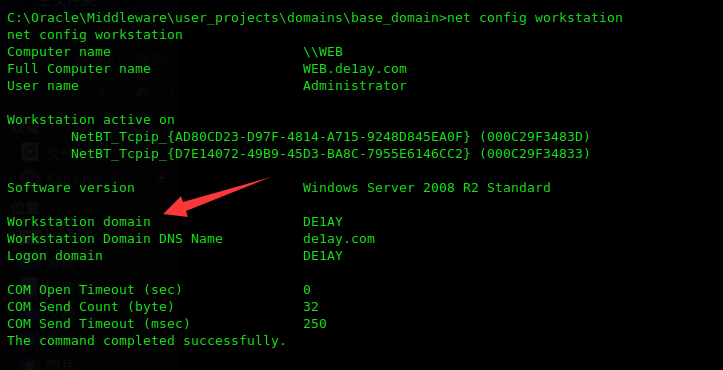 C:\Oracle\Middleware\user_projects\domains\base_domain>net config workstation
net config workstation
Computer name                        \\WEB
Full Computer name                   WEB.de1ay.com
User name                            Administrator
Workstation active on
        NetBT_Tcpip_{AD80CD23-D97F-4814-A715-9248D845EA0F} (000C29F3483D)
        NetBT_Tcpip_{D7E14072-49B9-45D3-BA8C-7955E6146CC2} (000C29F34833)
Software version                     Windows Server 2008 R2 Standard
Workstation domain                   DE1AY
Workstation Domain DNS Name          de1ay.com
Logon domain                         DE1AY
COM Open Timeout (sec)               0
COM Send Count (byte)                32
COM Send Timeout (msec)              250
The command completed successfully.